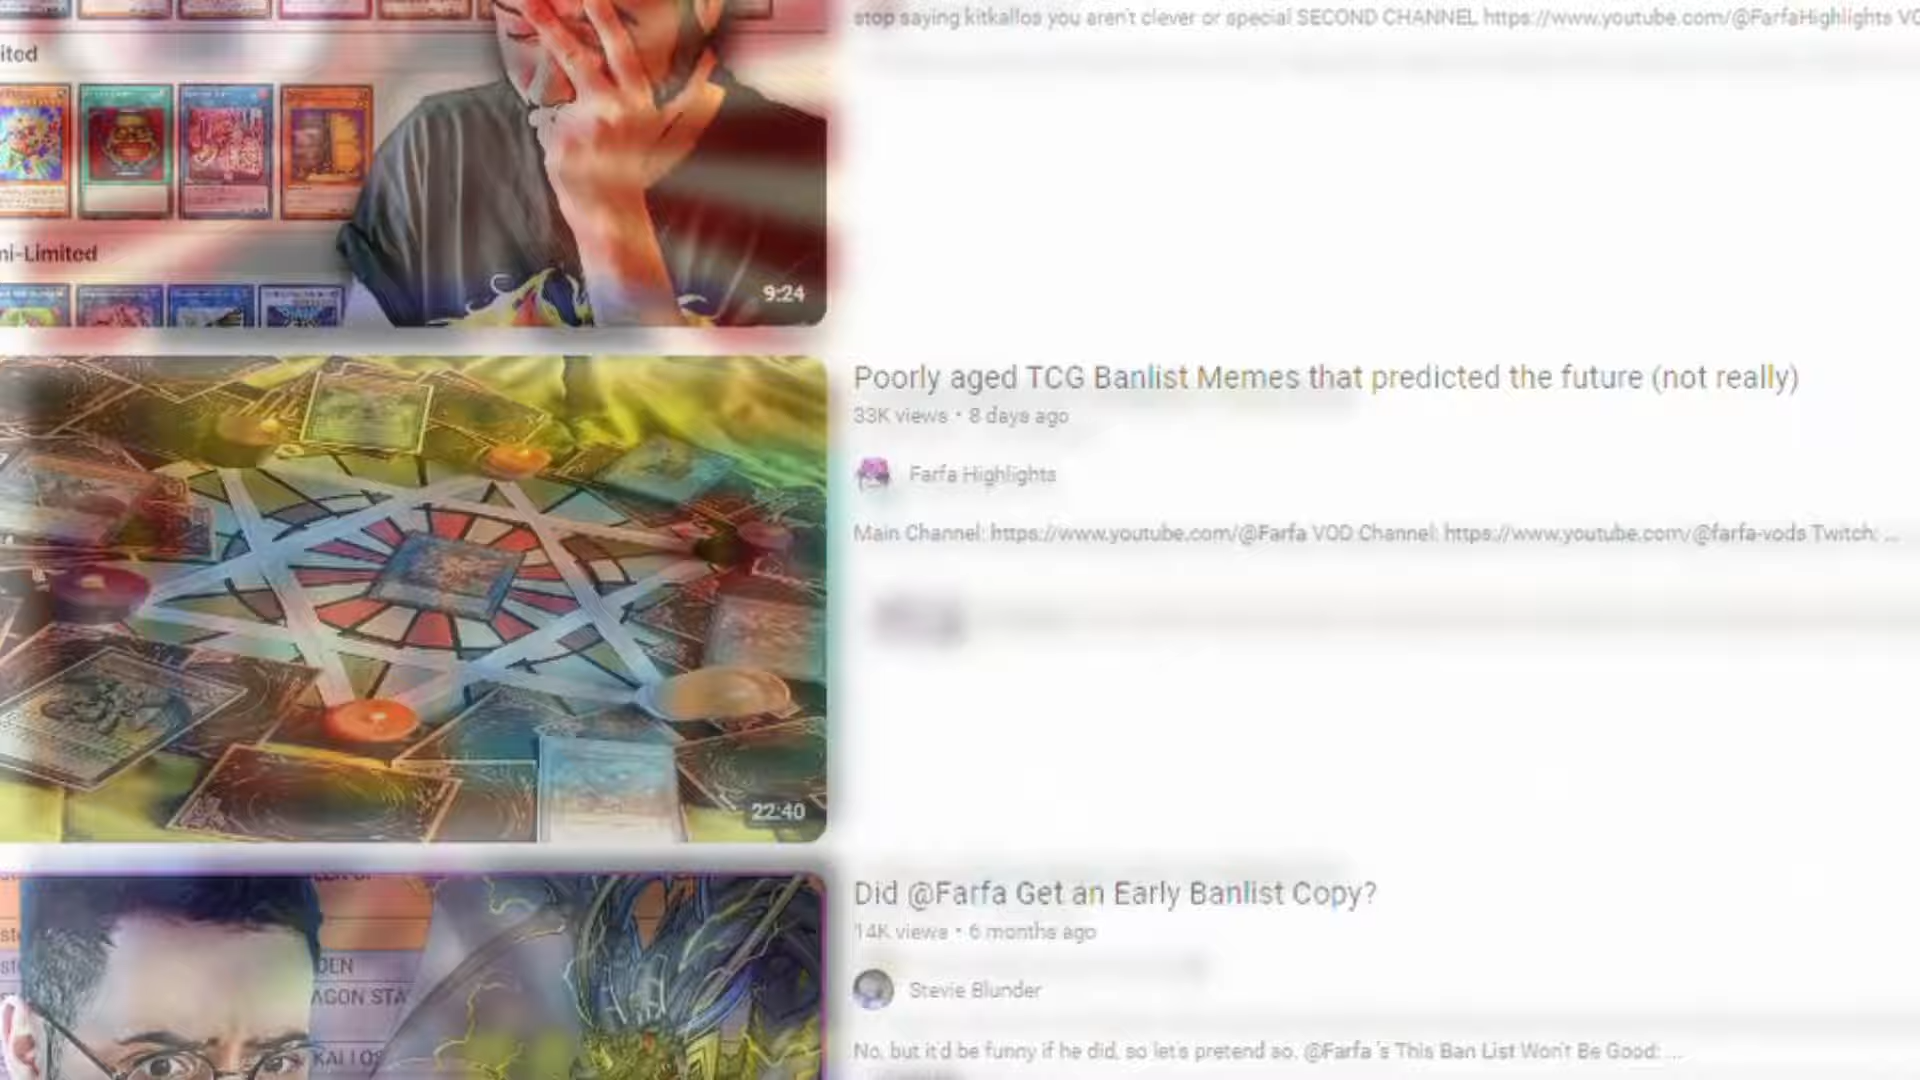 stop saying kitkallos you aren't clever or special SECOND CHANNEL https://www.youtube.com/@FarfaHighlights
ited
ni-Limited
9:24
Poorly aged TCG Banlist Memes that predicted the future (not really)
33K views • 8 days ago
Farfa Highlights
Main Channel: https://www.youtube.com/@Farfa VOD Channel: https://www.youtube.com/@farfa-vods Twitch: ...
22:40
Did @Farfa Get an Early Banlist Copy?
14K views • 6 months ago
DEN
Stevie Blunder
AGON STA
No, but it'd be funny if he did, so let's pretend so. @Farfa 's This Ban List Won't Be Good: ...
KALLOS